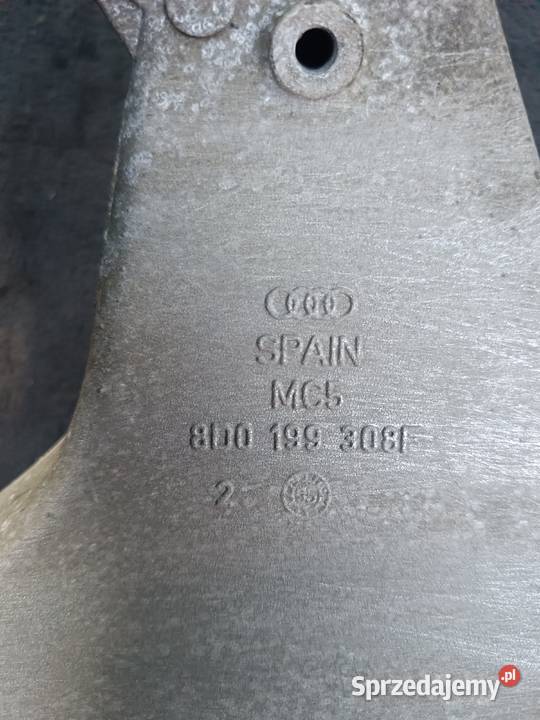 SPAIN
MC5
8D0 199 308F
2
Sprzedajemy.pl